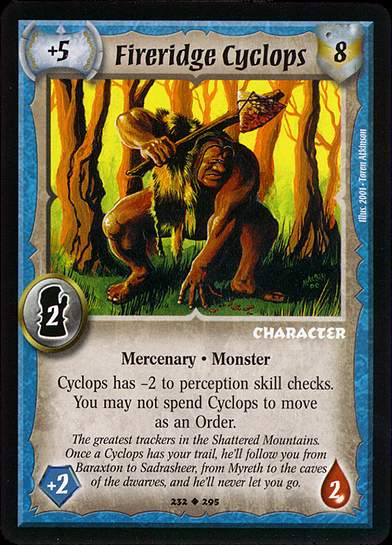 +5
Fireridge Cyclops
8
Illus. 2001 • Toren Atkinson
2
CHARACTER
Mercenary • Monster
Cyclops has –2 to perception skill checks.
You may not spend Cyclops to move
as an Order.
The greatest trackers in the Shattered Mountains.
Once a Cyclops has your trail, he'll follow you from
Baraxton to Sadrasheer, from Myreth to the caves
of the dwarves, and he'll never let you go.
+2
2
232 ◆ 295